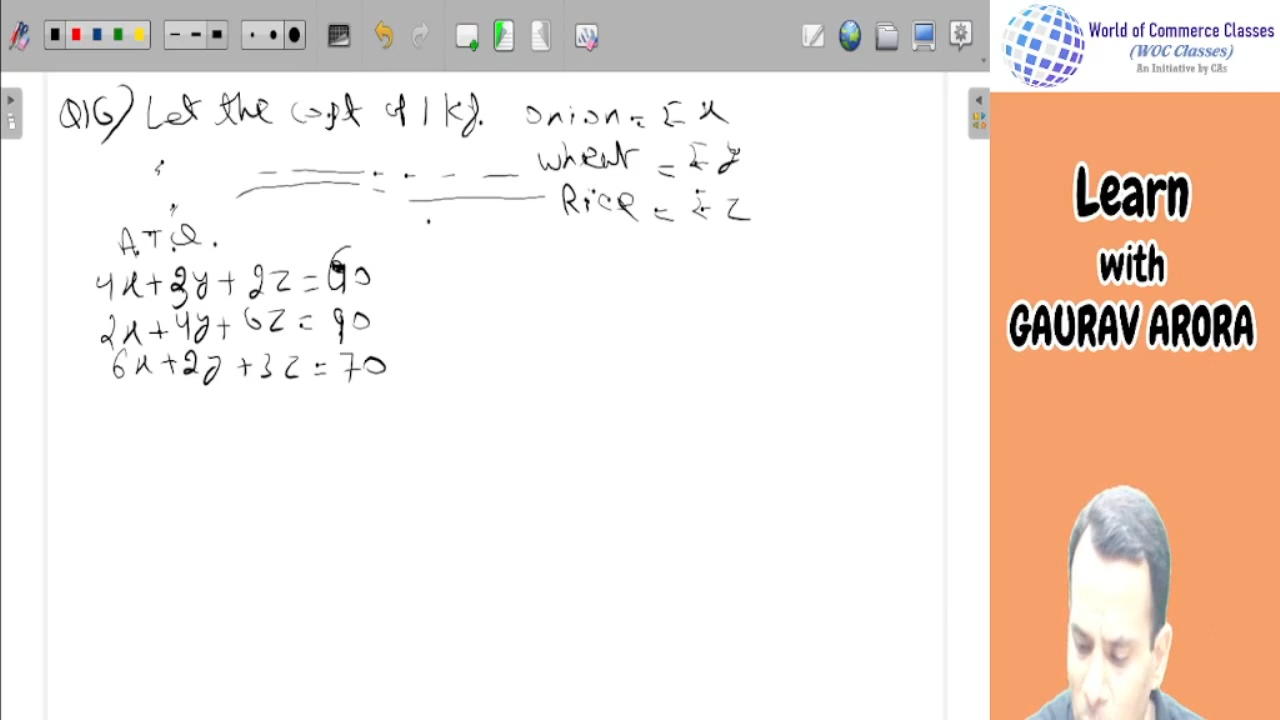 Q16) Let the cost of 1 kg. onion = ₹ x
wheat = ₹ y
Rice = ₹ z
A.T.Q.
4x+3y+2z=60
2x+4y+6z=90
6x+2y+3z=70
World of Commerce Classes
(WOC Classes)
An Initiative by CAs
Learn
with
GAURAV ARORA